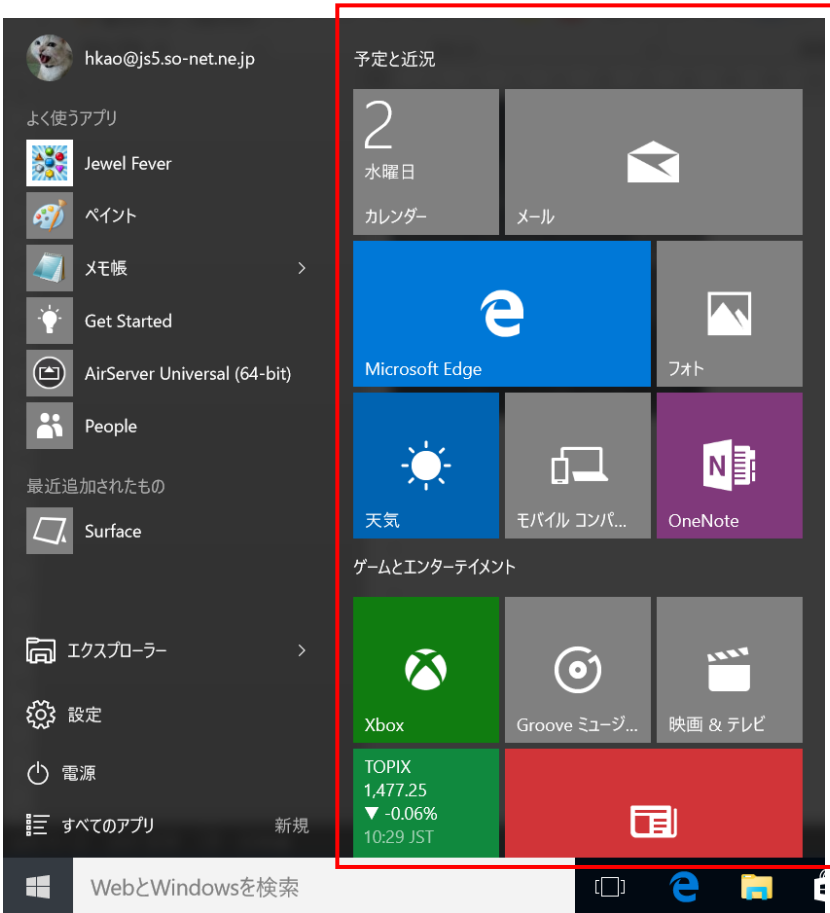 hkao@js5.so-net.ne.jp
よく使うアプリ
Jewel Fever
ペイント
メモ帳
Get Started
AirServer Universal (64-bit)
People
最近追加されたもの
Surface
エクスプローラー
設定
電源
すべてのアプリ
新規
予定と近況
2
水曜日
カレンダー
メール
Microsoft Edge
フォト
天気
モバイル コンパ...
N
OneNote
ゲームとエンターテイメント
Xbox
Groove ミュージ...
映画 & テレビ
TOPIX
1,477.25
▼ -0.06%
10:29 JST
WebとWindowsを検索